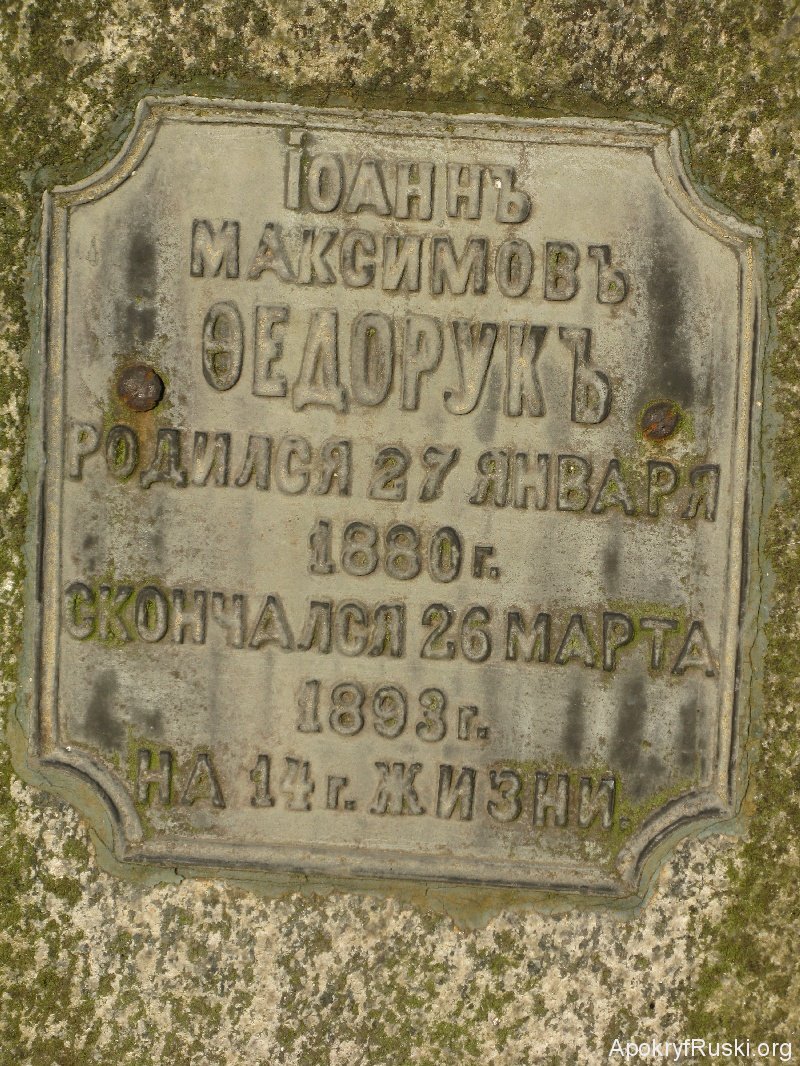 Іоаннъ
Максимовъ
Ѳедорукъ
родился 27 января
1880 г.
скончался 26 марта
1893 г.
на 14 г. жизни.
ApokryfRuski.org